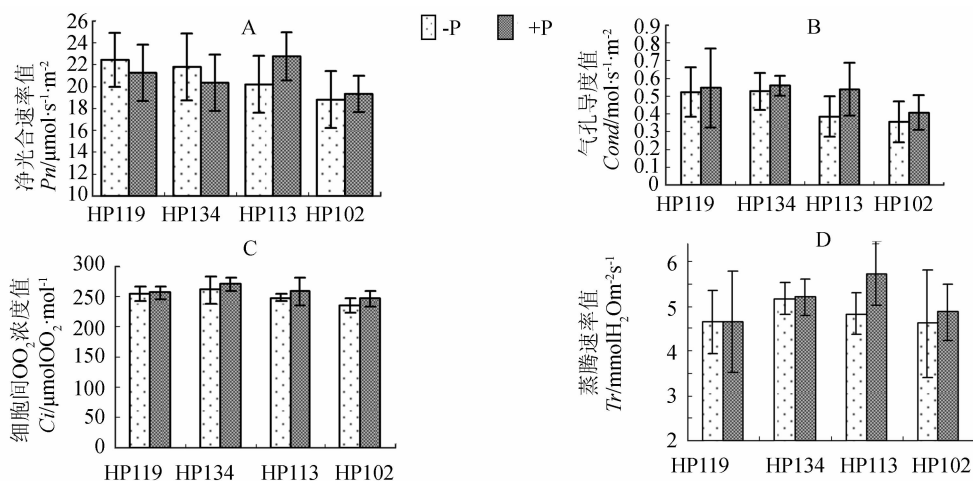 -P
+P
A
净光合速率值
Pn/μmol·s-1·m-2
26
24
22
20
18
16
14
12
10
HP119 HP134 HP113 HP102
B
气孔导度值
Cond/mol·s-1·m-2
0.9
0.8
0.7
0.6
0.5
0.4
0.3
0.2
0.1
0
HP119 HP134 HP113 HP102
C
细胞间OO2浓度值
Ci/μmolOO2·mol-1
300
250
200
150
100
50
0
HP119 HP134 HP113 HP102
D
蒸腾速率值
Tr/mmolH2Om-2s-1
6
5
4
3
2
HP119 HP134 HP113 HP102